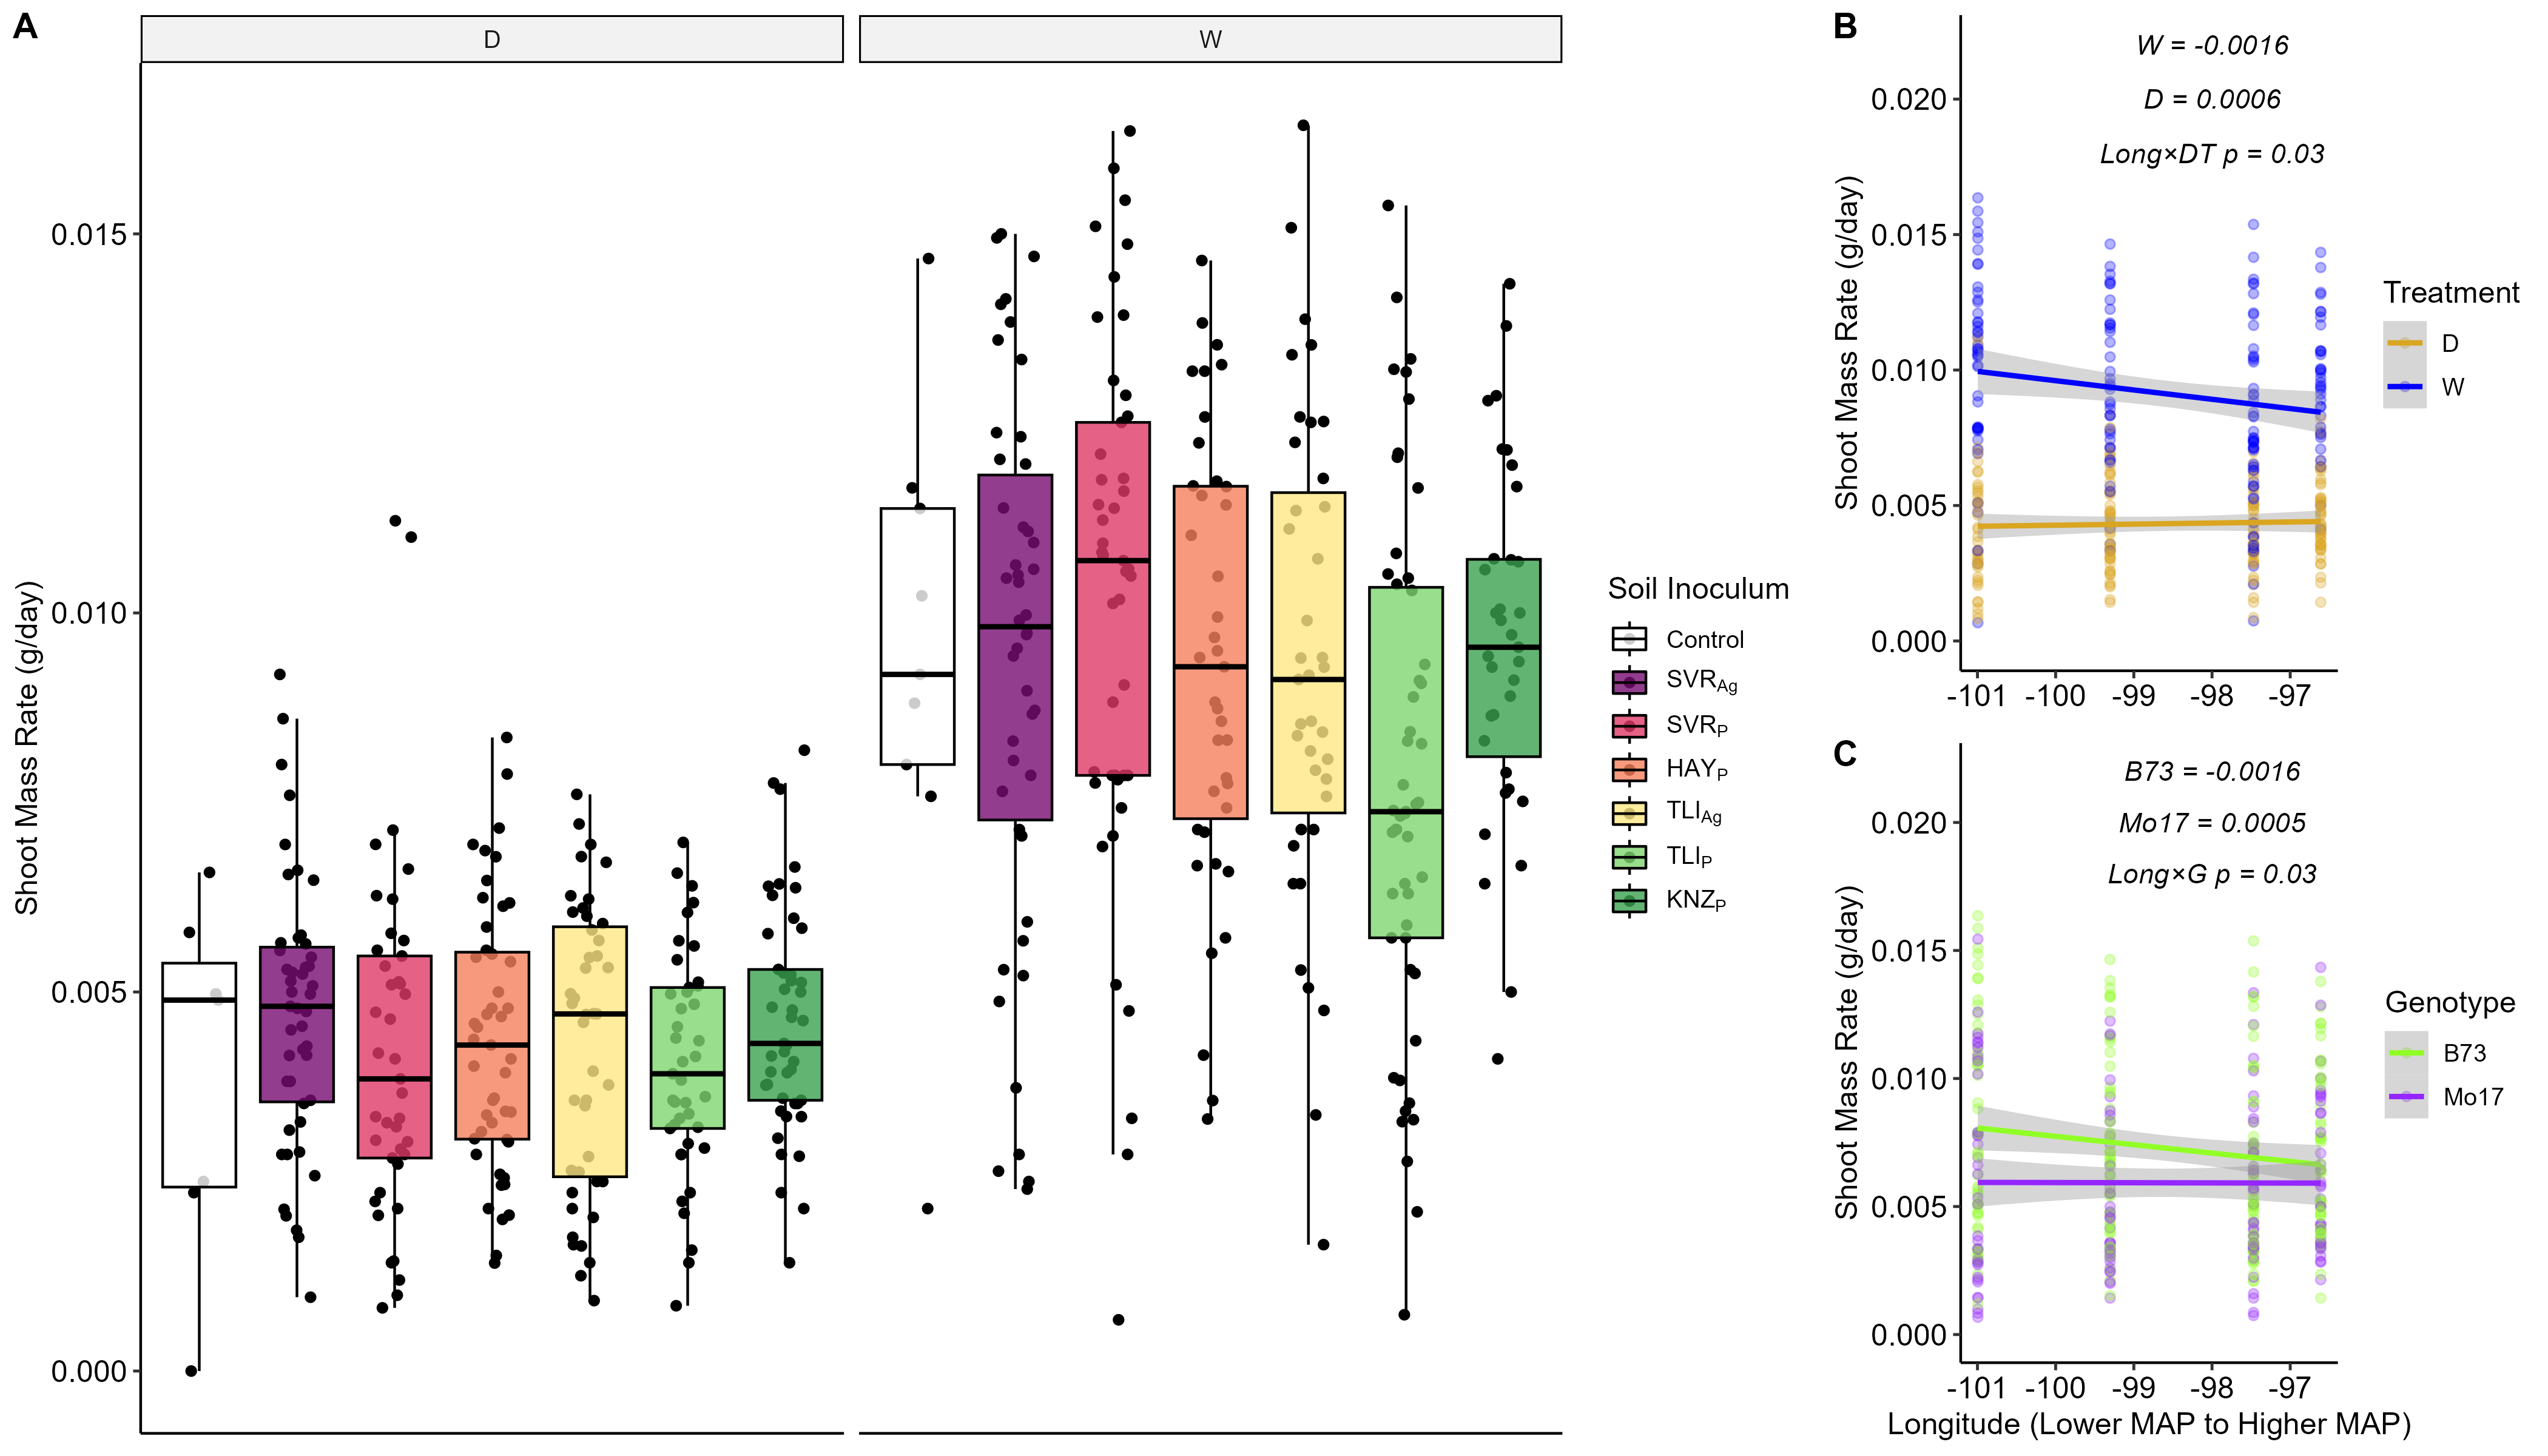 A
D
W
Shoot Mass Rate (g/day)
0.015
0.010
0.005
0.000
Soil Inoculum
Control
SVRAg
SVRP
HAYP
TLIAg
TLIP
KNZP
B
W = -0.0016
D = 0.0006
Long×DT p = 0.03
Shoot Mass Rate (g/day)
0.020
0.015
0.010
0.005
0.000
-101 -100 -99 -98 -97
Treatment
D
W
C
B73 = -0.0016
Mo17 = 0.0005
Long×G p = 0.03
Shoot Mass Rate (g/day)
0.020
0.015
0.010
0.005
0.000
-101 -100 -99 -98 -97
Longitude (Lower MAP to Higher MAP)
Genotype
B73
Mo17